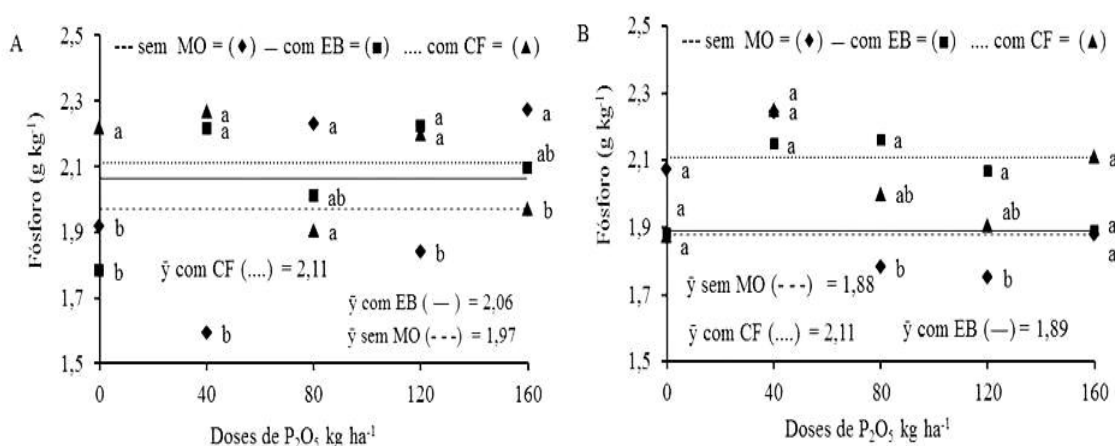 A
--- sem MO = (♦) — com EB = (■) .... com CF = (▲)
Fósforo (g kg⁻¹)
2,5
2,3
2,1
1,9
1,7
1,5
a
a
a
a
a
a
a
ab
ab
b
b
a
b
b
b
ȳ com CF (....) = 2,11
ȳ com EB (—) = 2,06
ȳ sem MO (- - -) = 1,97
0
40
80
120
160
Doses de P₂O₅ kg ha⁻¹
B
--- sem MO = (♦) — com EB = (■) .... com CF = (▲)
Fósforo (g kg⁻¹)
2,5
2,3
2,1
1,9
1,7
1,5
a
a
a
a
a
a
a
ab
ab
a
a
a
b
b
a
ȳ sem MO (- - -) = 1,88
ȳ com CF (....) = 2,11
ȳ com EB (—) = 1,89
0
40
80
120
160
Doses de P₂O₅ kg ha⁻¹